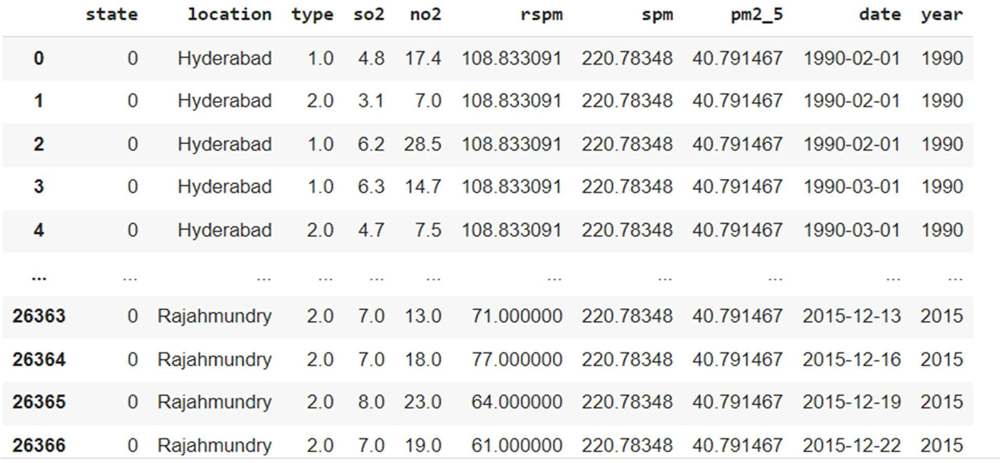 state location type so2 no2 rspm spm pm2_5 date year
0 0 Hyderabad 1.0 4.8 17.4 108.833091 220.78348 40.791467 1990-02-01 1990
1 0 Hyderabad 2.0 3.1 7.0 108.833091 220.78348 40.791467 1990-02-01 1990
2 0 Hyderabad 1.0 6.2 28.5 108.833091 220.78348 40.791467 1990-02-01 1990
3 0 Hyderabad 1.0 6.3 14.7 108.833091 220.78348 40.791467 1990-03-01 1990
4 0 Hyderabad 2.0 4.7 7.5 108.833091 220.78348 40.791467 1990-03-01 1990
... ... ... ... ... ... ... ... ... ... ...
26363 0 Rajahmundry 2.0 7.0 13.0 71.000000 220.78348 40.791467 2015-12-13 2015
26364 0 Rajahmundry 2.0 7.0 18.0 77.000000 220.78348 40.791467 2015-12-16 2015
26365 0 Rajahmundry 2.0 8.0 23.0 64.000000 220.78348 40.791467 2015-12-19 2015
26366 0 Rajahmundry 2.0 7.0 19.0 61.000000 220.78348 40.791467 2015-12-22 2015